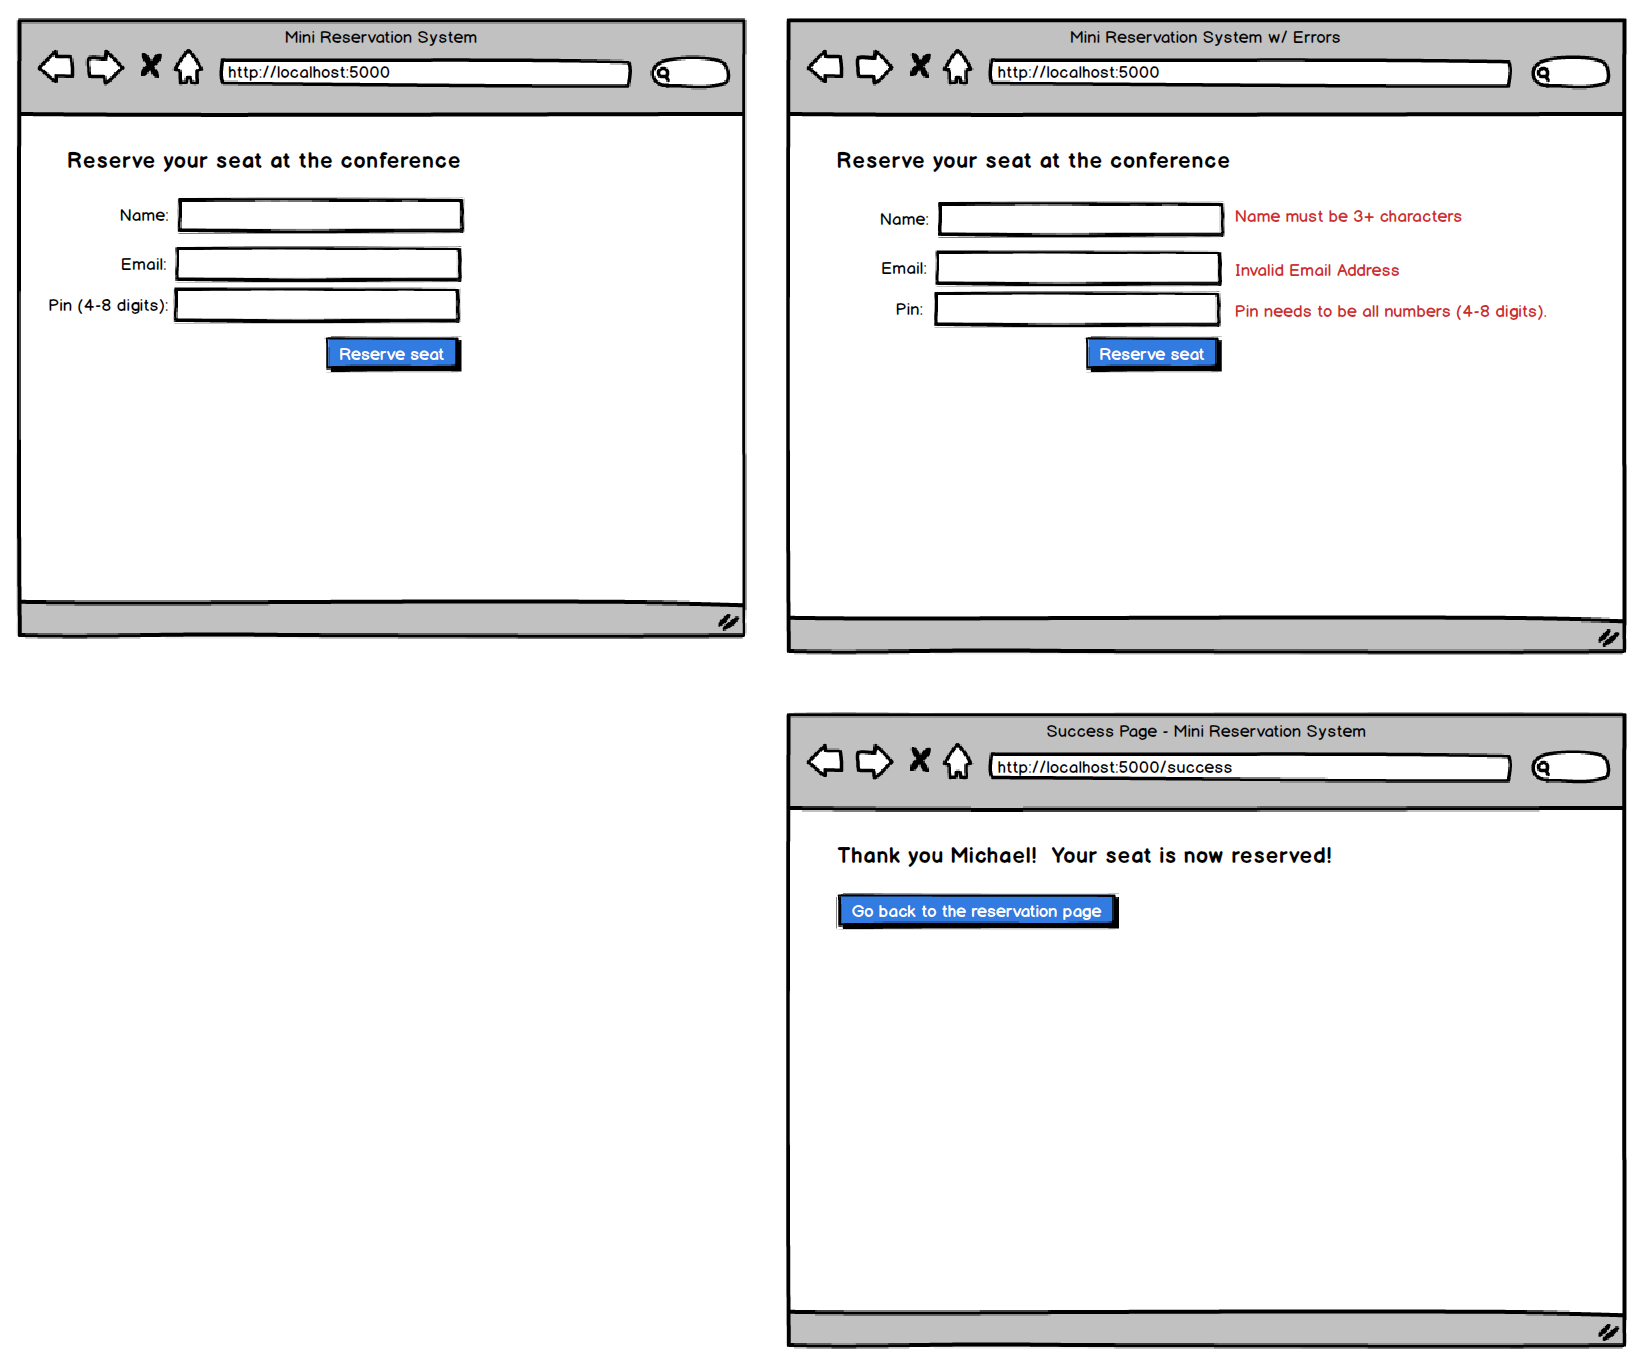 Mini Reservation System
http://localhost:5000
Reserve your seat at the conference
Name:
Email:
Pin (4-8 digits):
Reserve seat
Mini Reservation System w/ Errors
http://localhost:5000
Reserve your seat at the conference
Name: Name must be 3+ characters
Email: Invalid Email Address
Pin: Pin needs to be all numbers (4-8 digits).
Reserve seat
Success Page - Mini Reservation System
http://localhost:5000/success
Thank you Michael! Your seat is now reserved!
Go back to the reservation page